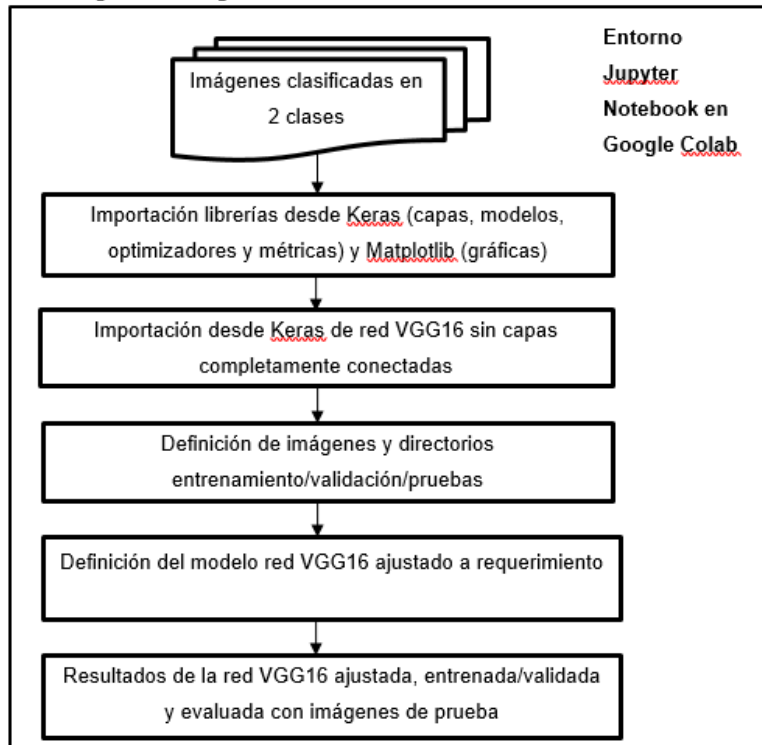 Imágenes clasificadas en
2 clases
Entorno
Jupyter
Notebook en
Google Colab
Importación librerías desde Keras (capas, modelos,
optimizadores y métricas) y Matplotlib (gráficas)
Importación desde Keras de red VGG16 sin capas
completamente conectadas
Definición de imágenes y directorios
entrenamiento/validación/pruebas
Definición del modelo red VGG16 ajustado a requerimiento
Resultados de la red VGG16 ajustada, entrenada/validada
y evaluada con imágenes de prueba